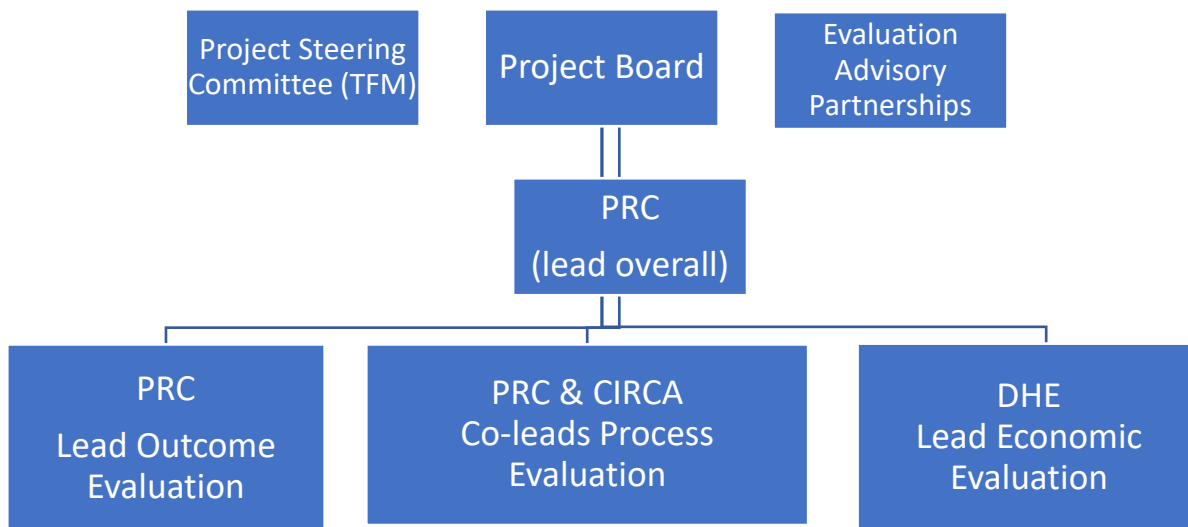 Project Steering
Committee (TFM)
Project Board
Evaluation
Advisory
Partnerships
PRC
(lead overall)
PRC
Lead Outcome
Evaluation
PRC & CIRCA
Co-leads Process
Evaluation
DHE
Lead Economic
Evaluation